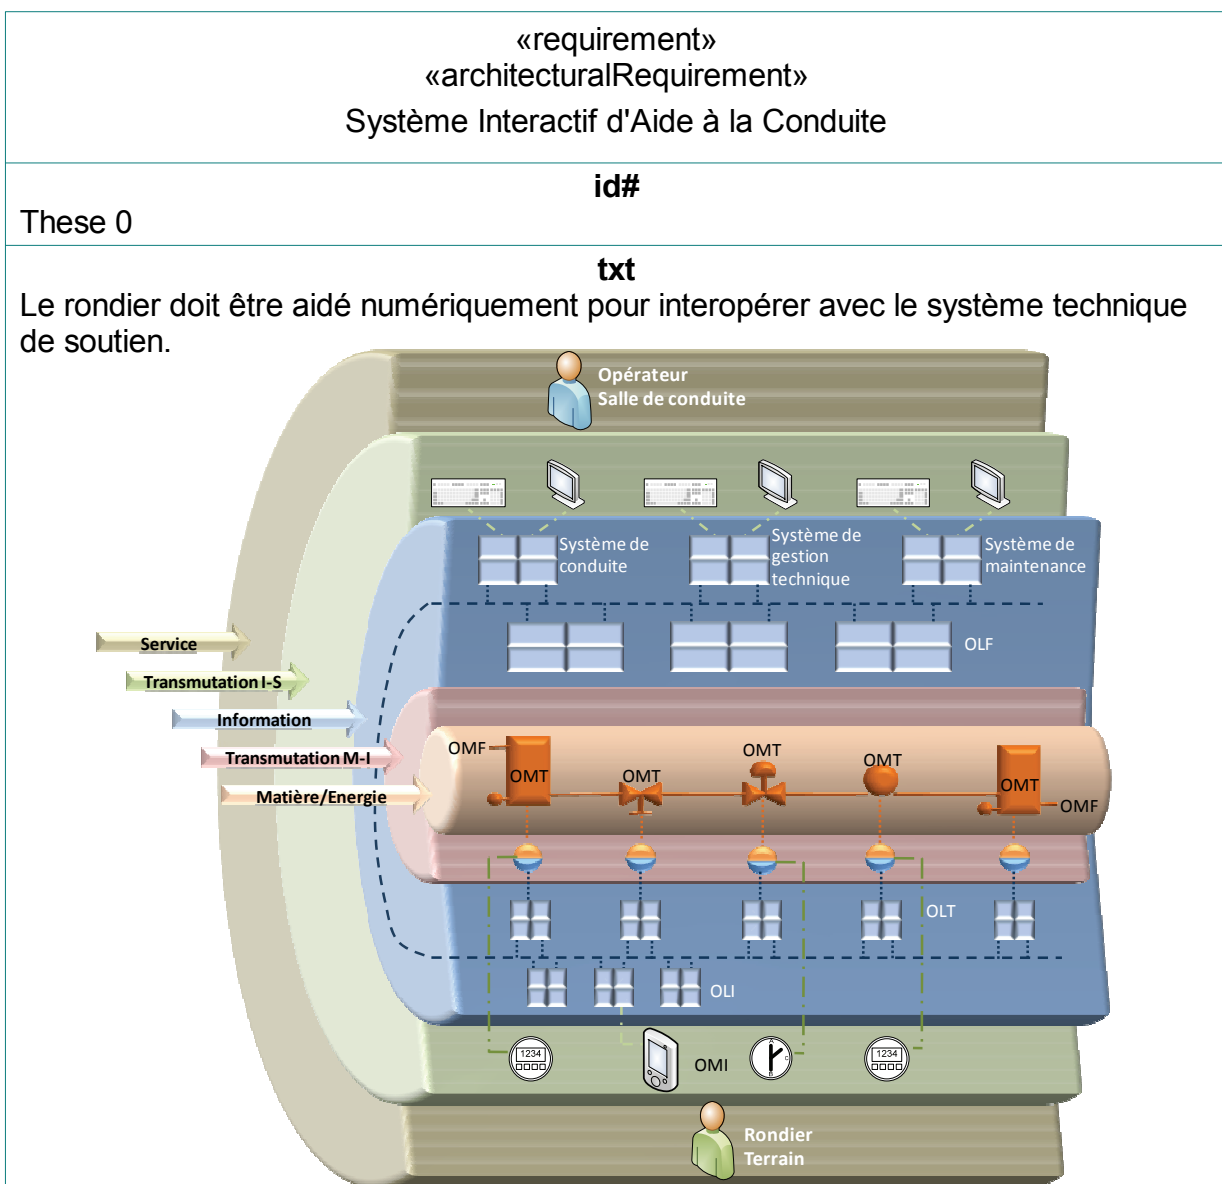 «requirement»
«architecturalRequirement»
Système Interactif d'Aide à la Conduite
id#
These 0
txt
Le rondier doit être aidé numériquement pour interopérer avec le système technique
de soutien.
Opérateur
Salle de conduite
Système de
conduite
Système de
gestion
technique
Système de
maintenance
OLF
Service
Transmutation I-S
Information
Transmutation M-I
Matière/Energie
OMF
OMT
OMT
OMT
OMT
OMT
OMF
OLT
OLI
1234
OMI
A
B
C
1234
Rondier
Terrain